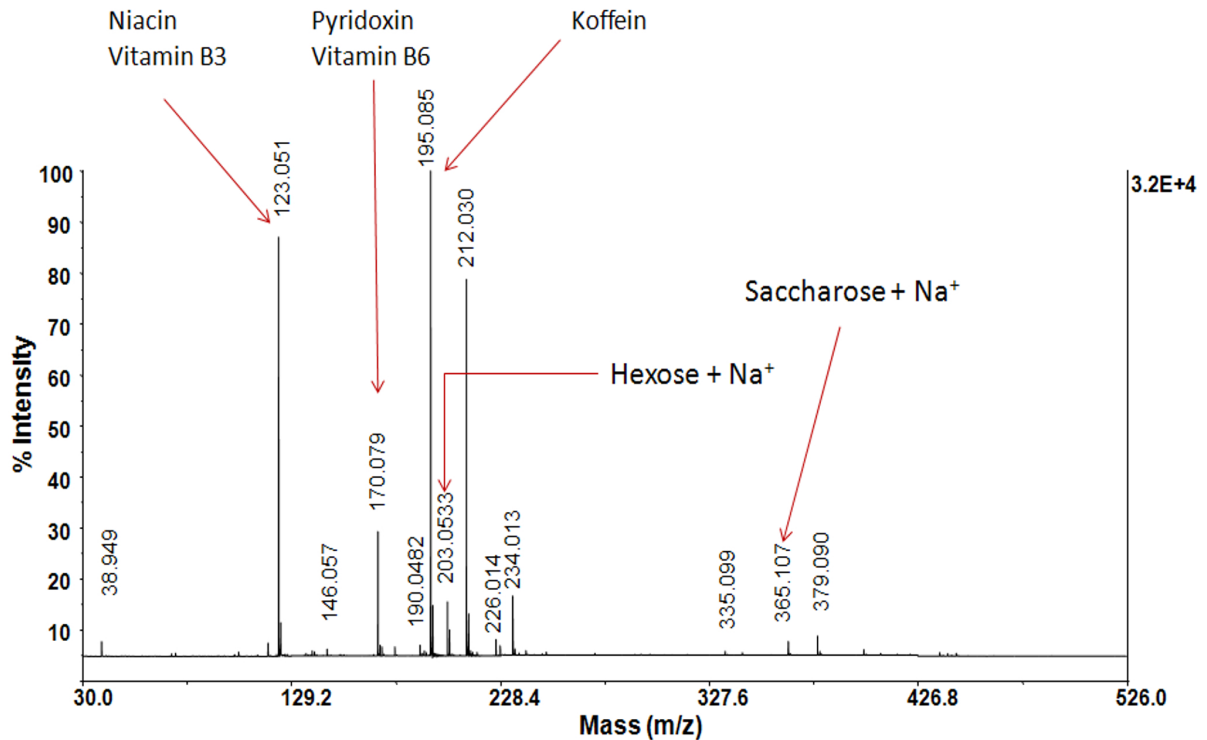 Niacin
Vitamin B3
Pyridoxin
Vitamin B6
Koffein
195.085
123.051
212.030
Saccharose + Na⁺
Hexose + Na⁺
170.079
203.0533
38.949
146.057
190.0482
226.014
234.013
335.099
365.107
379.090
3.2E+4
100
90
80
70
60
50
40
30
20
10
% Intensity
30.0 129.2 228.4 327.6 426.8 526.0
Mass (m/z)